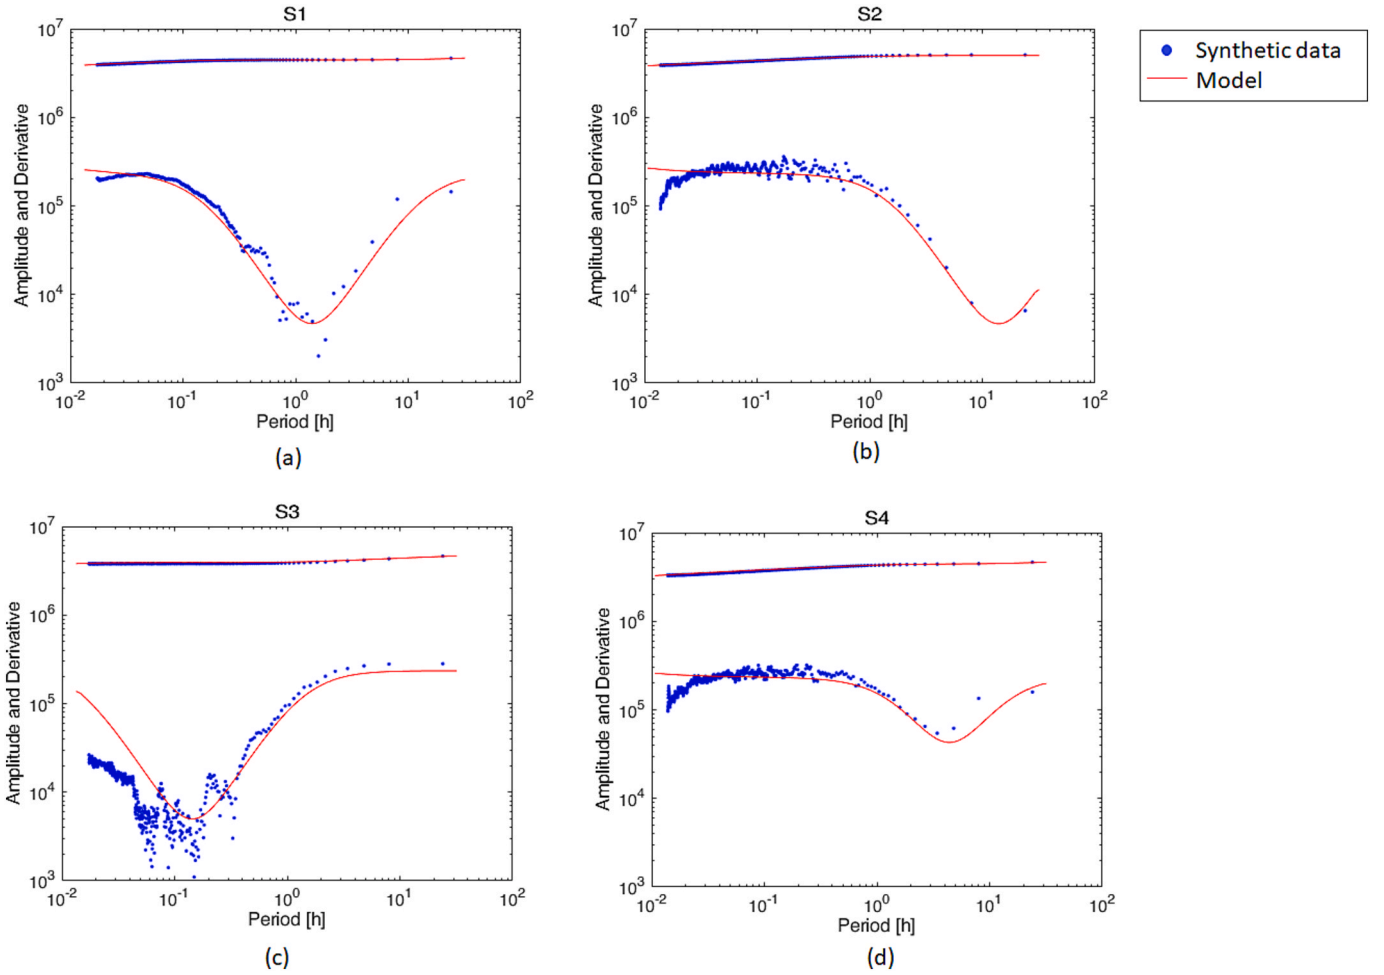 S1
10^7
10^6
10^5
10^4
10^3
10^-2 10^-1 10^0 10^1 10^2
Amplitude and Derivative
Period [h]
(a)
S2
10^7
10^6
10^5
10^4
10^3
10^-2 10^-1 10^0 10^1 10^2
Amplitude and Derivative
Period [h]
(b)
Synthetic data
Model
S3
10^7
10^6
10^5
10^4
10^3
10^-2 10^-1 10^0 10^1 10^2
Amplitude and Derivative
Period [h]
(c)
S4
10^7
10^6
10^5
10^4
10^3
10^-2 10^-1 10^0 10^1 10^2
Amplitude and Derivative
Period [h]
(d)